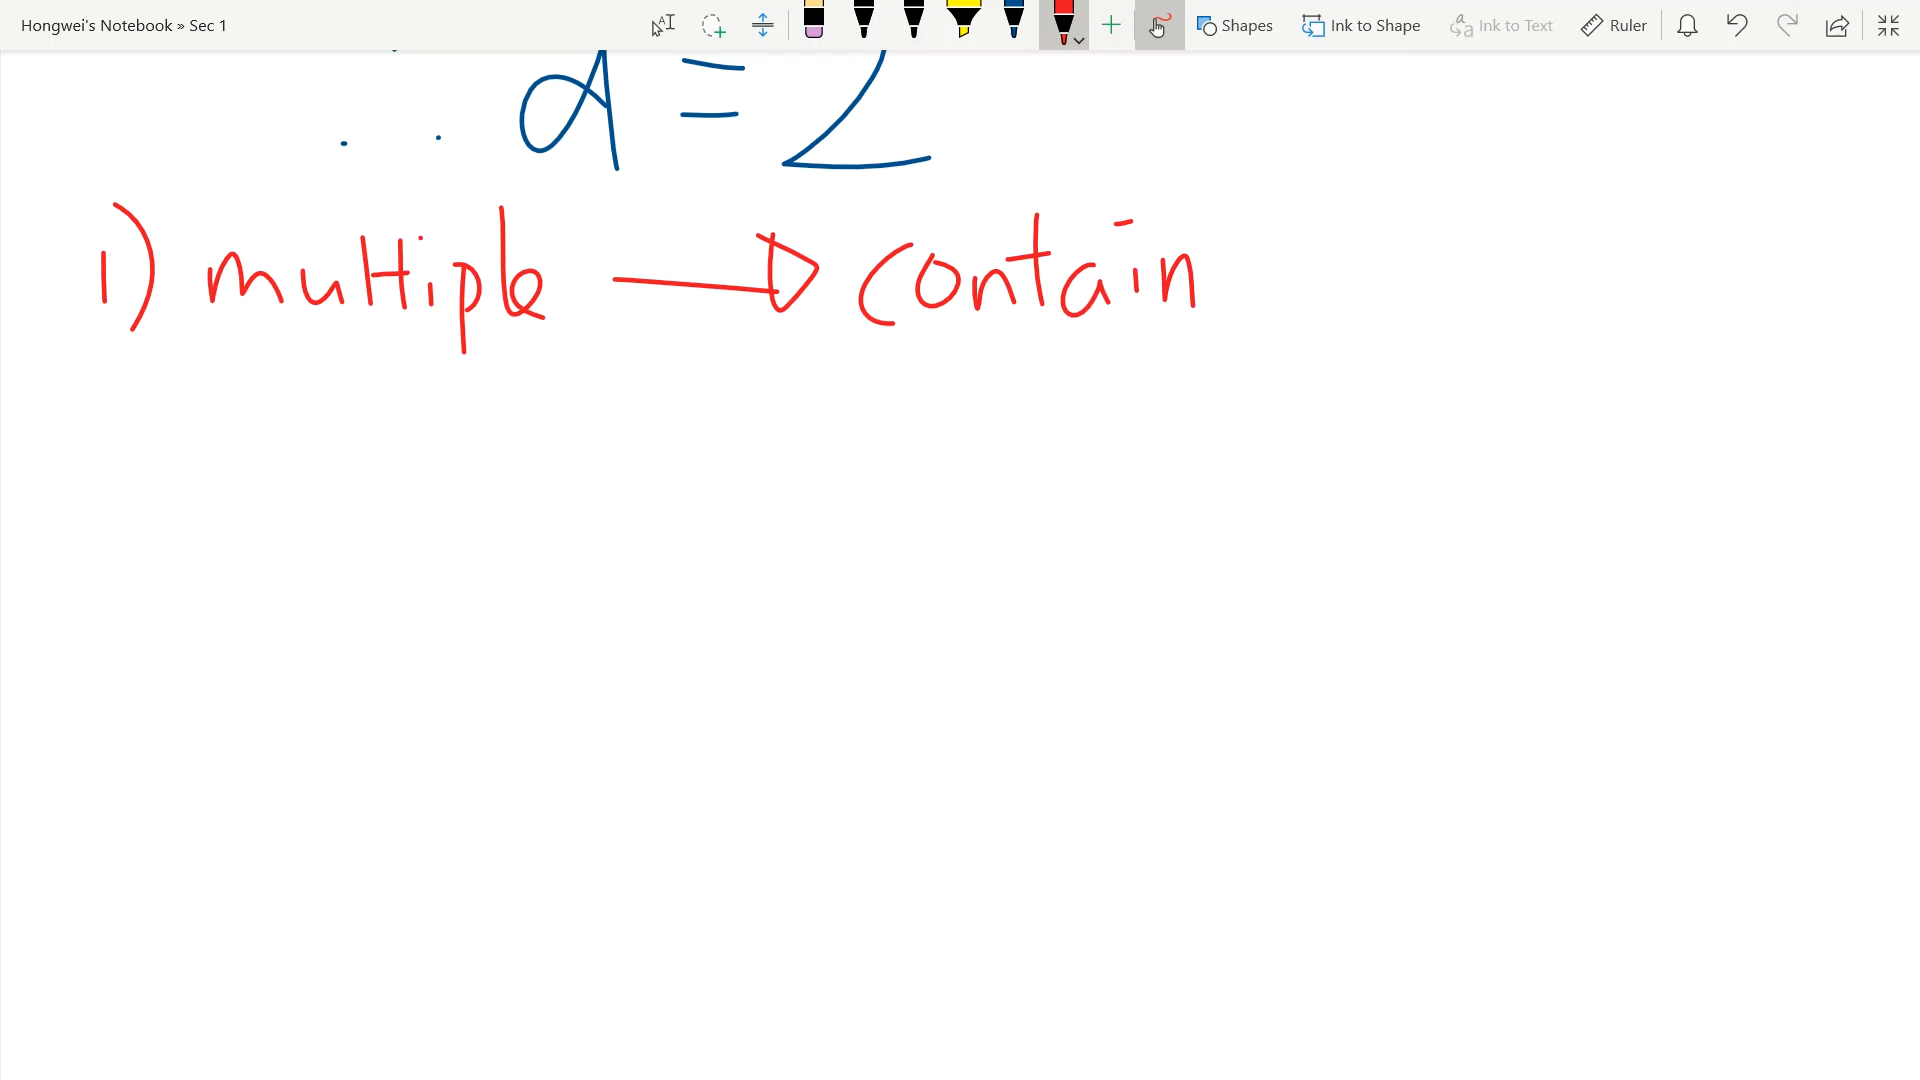 Hongwei's Notebook » Sec 1
Shapes
Ink to Shape
Ink to Text
Ruler
d = 2
1) multiple → contain